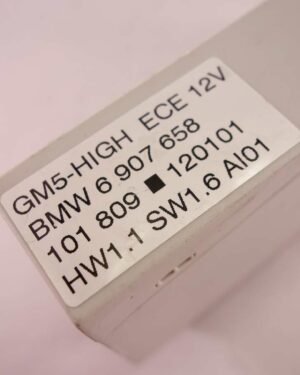 GM5-HIGH ECE 12V
BMW 6 907 658
101 809 ■ 120101
HW1.1 SW1.6 AI01